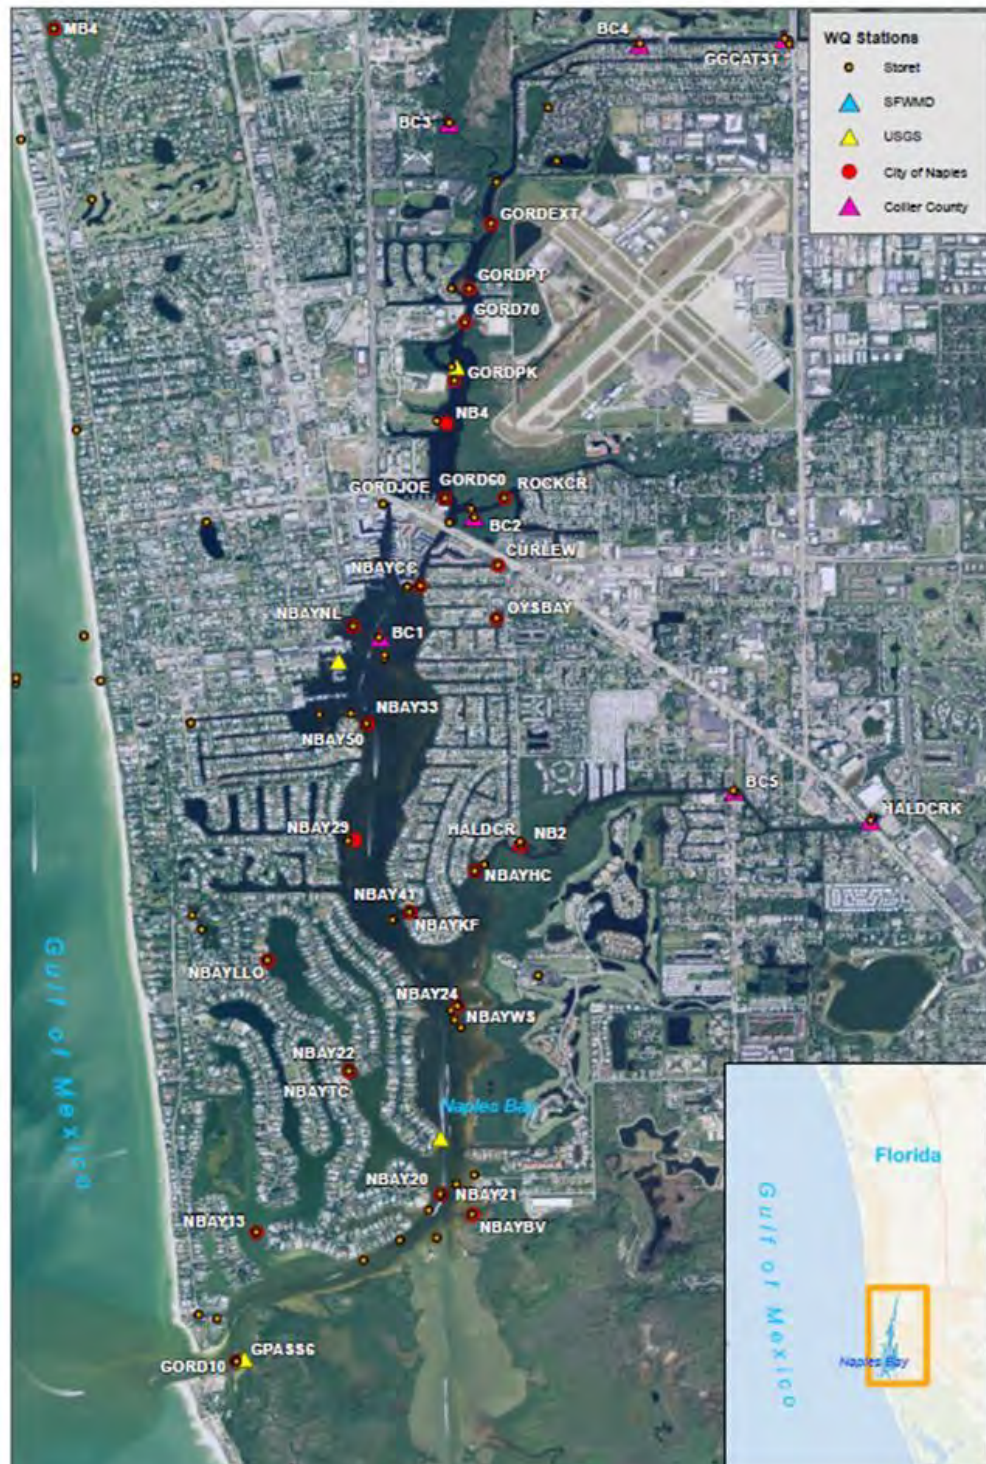 MB4
BC4
GGCAT31
WQ Stations
Storet
SFWMD
USGS
City of Naples
Collier County
BC3
GORDEXT
GORDPT
GORD70
GORDPK
NB4
GORDJOE
GORD60
ROCKCR
BC2
CURLEW
NBAYCC
OYSBAY
NBAYNL
BC1
NBAY33
NBAY50
BC5
HALDCRK
NBAY29
HALDCR
NB2
NBAYHC
NBAY41
NBAYKF
NBAYLLO
NBAY24
NBAYWS
NBAY22
NBAYTC
Naples Bay
NBAY20
NBAY21
NBAY13
NBAYBV
GPASS6
GORD10
Gulf of Mexico
Florida
Gulf of Mexico
Naples Bay